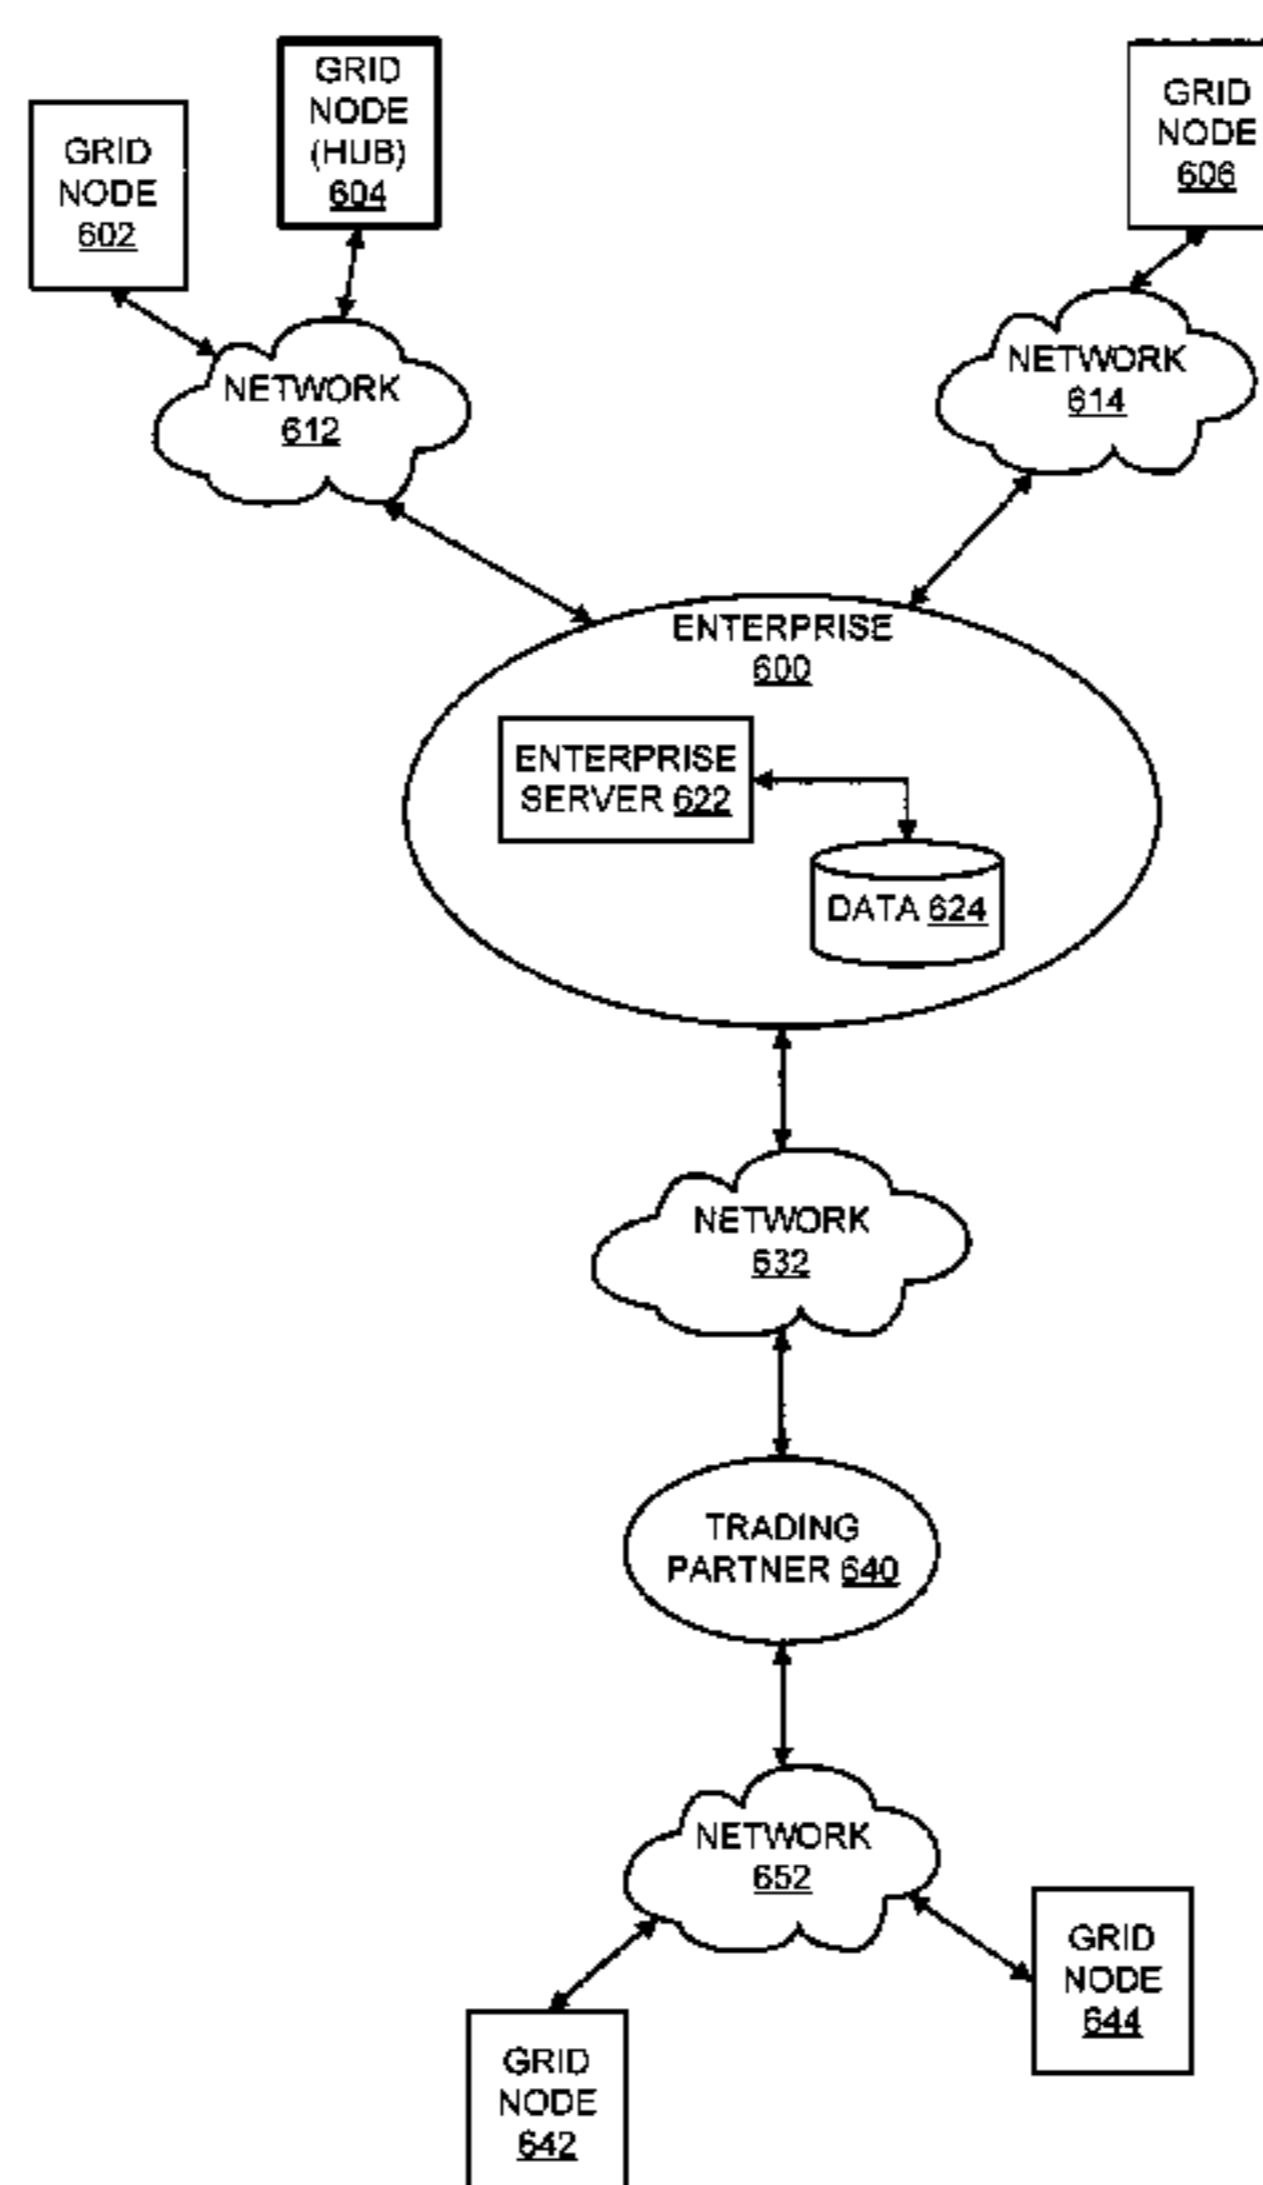 GRID
NODE
602
GRID
NODE
(HUB)
604
GRID
NODE
606
NETWORK
612
NETWORK
614
ENTERPRISE
600
ENTERPRISE
SERVER 622
DATA 624
NETWORK
632
TRADING
PARTNER 640
NETWORK
652
GRID
NODE
644
GRID
NODE
642